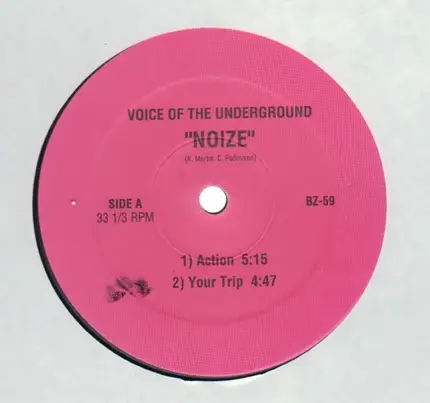 VOICE OF THE UNDERGROUND
"NOIZE"
SIDE A
33 1/3 RPM
BZ-59
1) Action 5:15
2) Your Trip 4:47